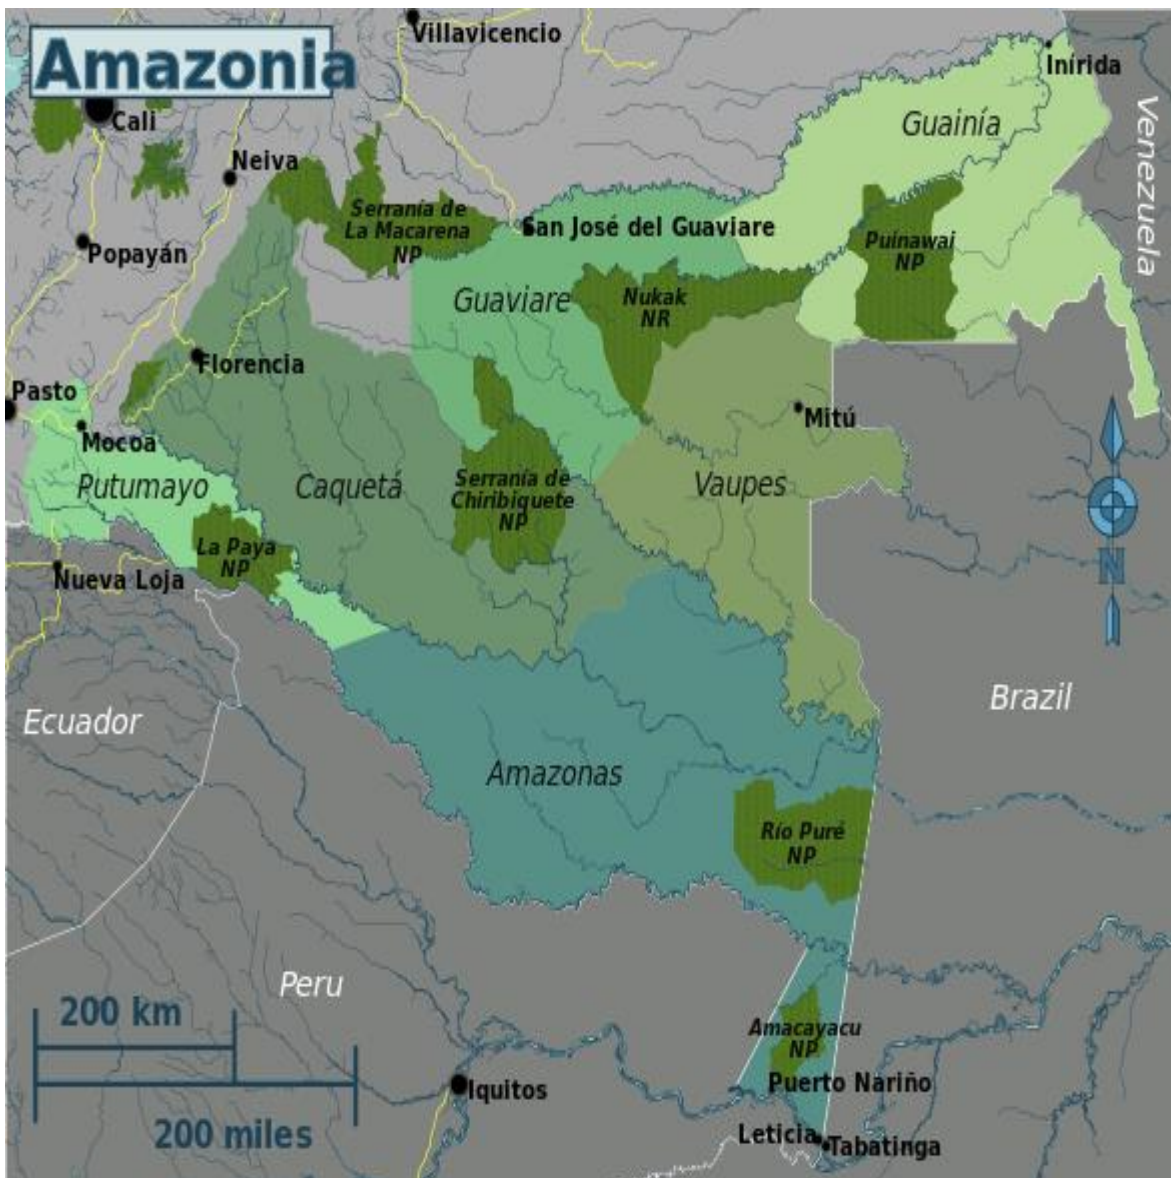 Amazonia
Villavicencio
Inírida
Cali
Guainía
Venezuela
Neiva
Serranía de
La Macarena
NP
San José del Guaviare
Popayán
Puinawai
NP
Guaviare
Nukak
NR
Florencia
Pasto
Mitú
Mocoa
Putumayo
Caquetá
Serranía de
Chiribiquete
NP
Vaupes
La Paya
NP
Nueva Loja
N
Ecuador
Brazil
Amazonas
Río Puré
NP
Peru
200 km
Amacayacu
NP
Puerto Nariño
Iquitos
200 miles
Leticia
Tabatinga